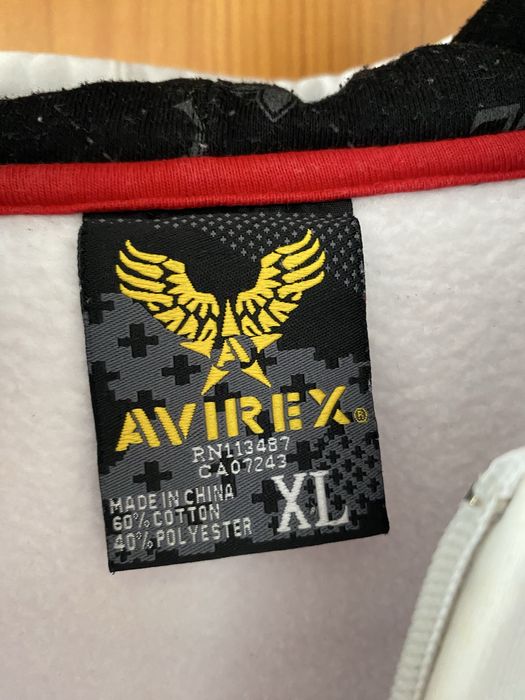 AVIREX®
RN113487
CA07243
MADE IN CHINA
60% COTTON
40% POLYESTER
XL